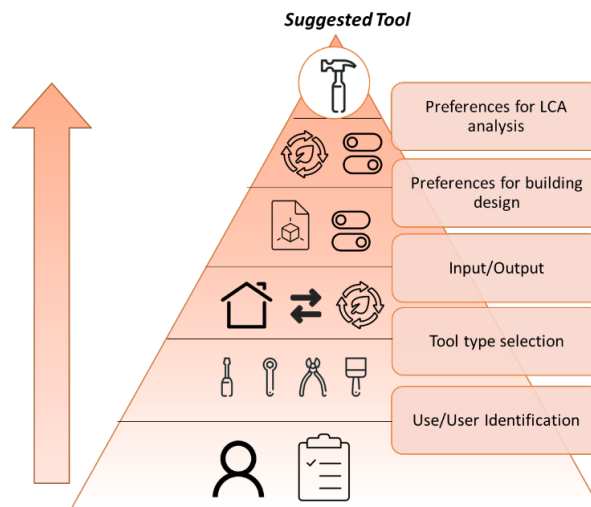 Suggested Tool
Preferences for LCA
analysis
Preferences for building
design
Input/Output
Tool type selection
Use/User Identification